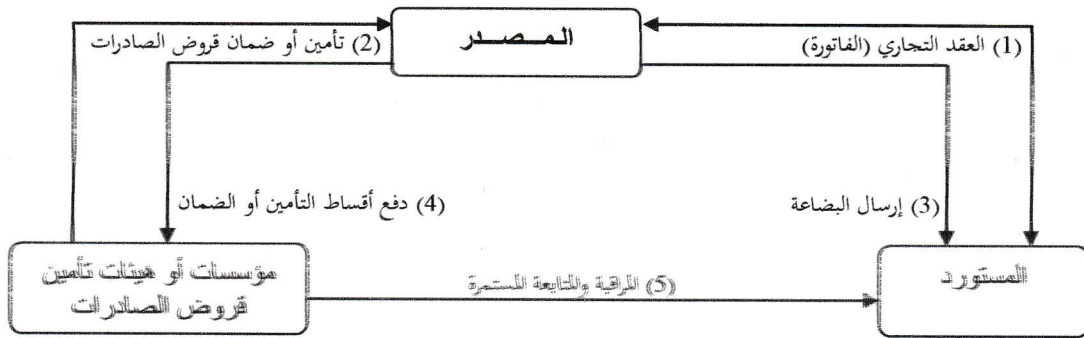 المـصـدر
(1) العقد التجاري (الفاتورة)
(2) تأمين أو ضمان قروض الصادرات
(3) إرسال البضاعة
(4) دفع أقساط التأمين أو الضمان
المستورد
مؤسسات أو هيئات تأمين
قروض الصادرات
(5) المراقبة والمتابعة المستمرة